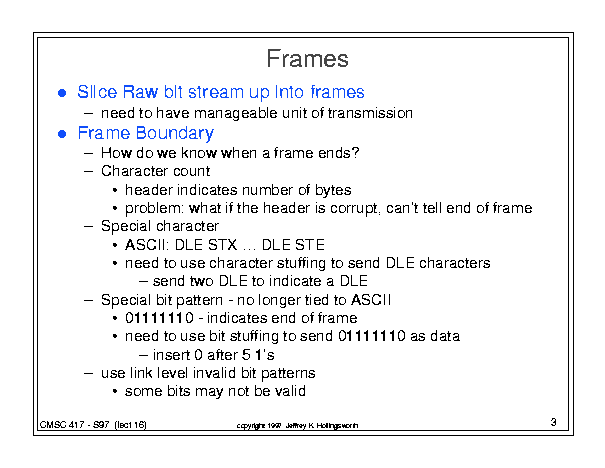 Frames
● Slice Raw bit stream up into frames
– need to have manageable unit of transmission
● Frame Boundary
– How do we know when a frame ends?
– Character count
• header indicates number of bytes
• problem: what if the header is corrupt, can't tell end of frame
– Special character
• ASCII: DLE STX … DLE STE
• need to use character stuffing to send DLE characters
– send two DLE to indicate a DLE
– Special bit pattern - no longer tied to ASCII
• 01111110 - indicates end of frame
• need to use bit stuffing to send 01111110 as data
– insert 0 after 5 1's
– use link level invalid bit patterns
• some bits may not be valid
CMSC 417 - S97 (lect 16)
copyright 1997 Jeffrey K. Hollingsworth
3